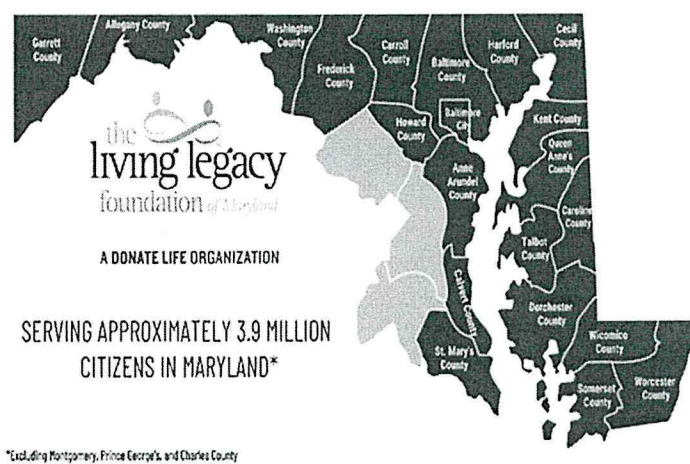 Garrett
County
Allegany County
Washington
County
Frederick
County
Carroll
County
Baltimore
County
Harford
County
Cecil
County
Howard
County
Baltimore
City
Kent County
Queen
Anne's
County
Anne
Arundel
County
Caroline
County
Talbot
County
Calvert County
Dorchester
County
St. Mary's
County
Wicomico
County
Somerset
County
Worcester
County
the
living legacy
foundation of Maryland
A DONATE LIFE ORGANIZATION
SERVING APPROXIMATELY 3.9 MILLION
CITIZENS IN MARYLAND*
*Excluding Montgomery, Prince George's, and Charles County